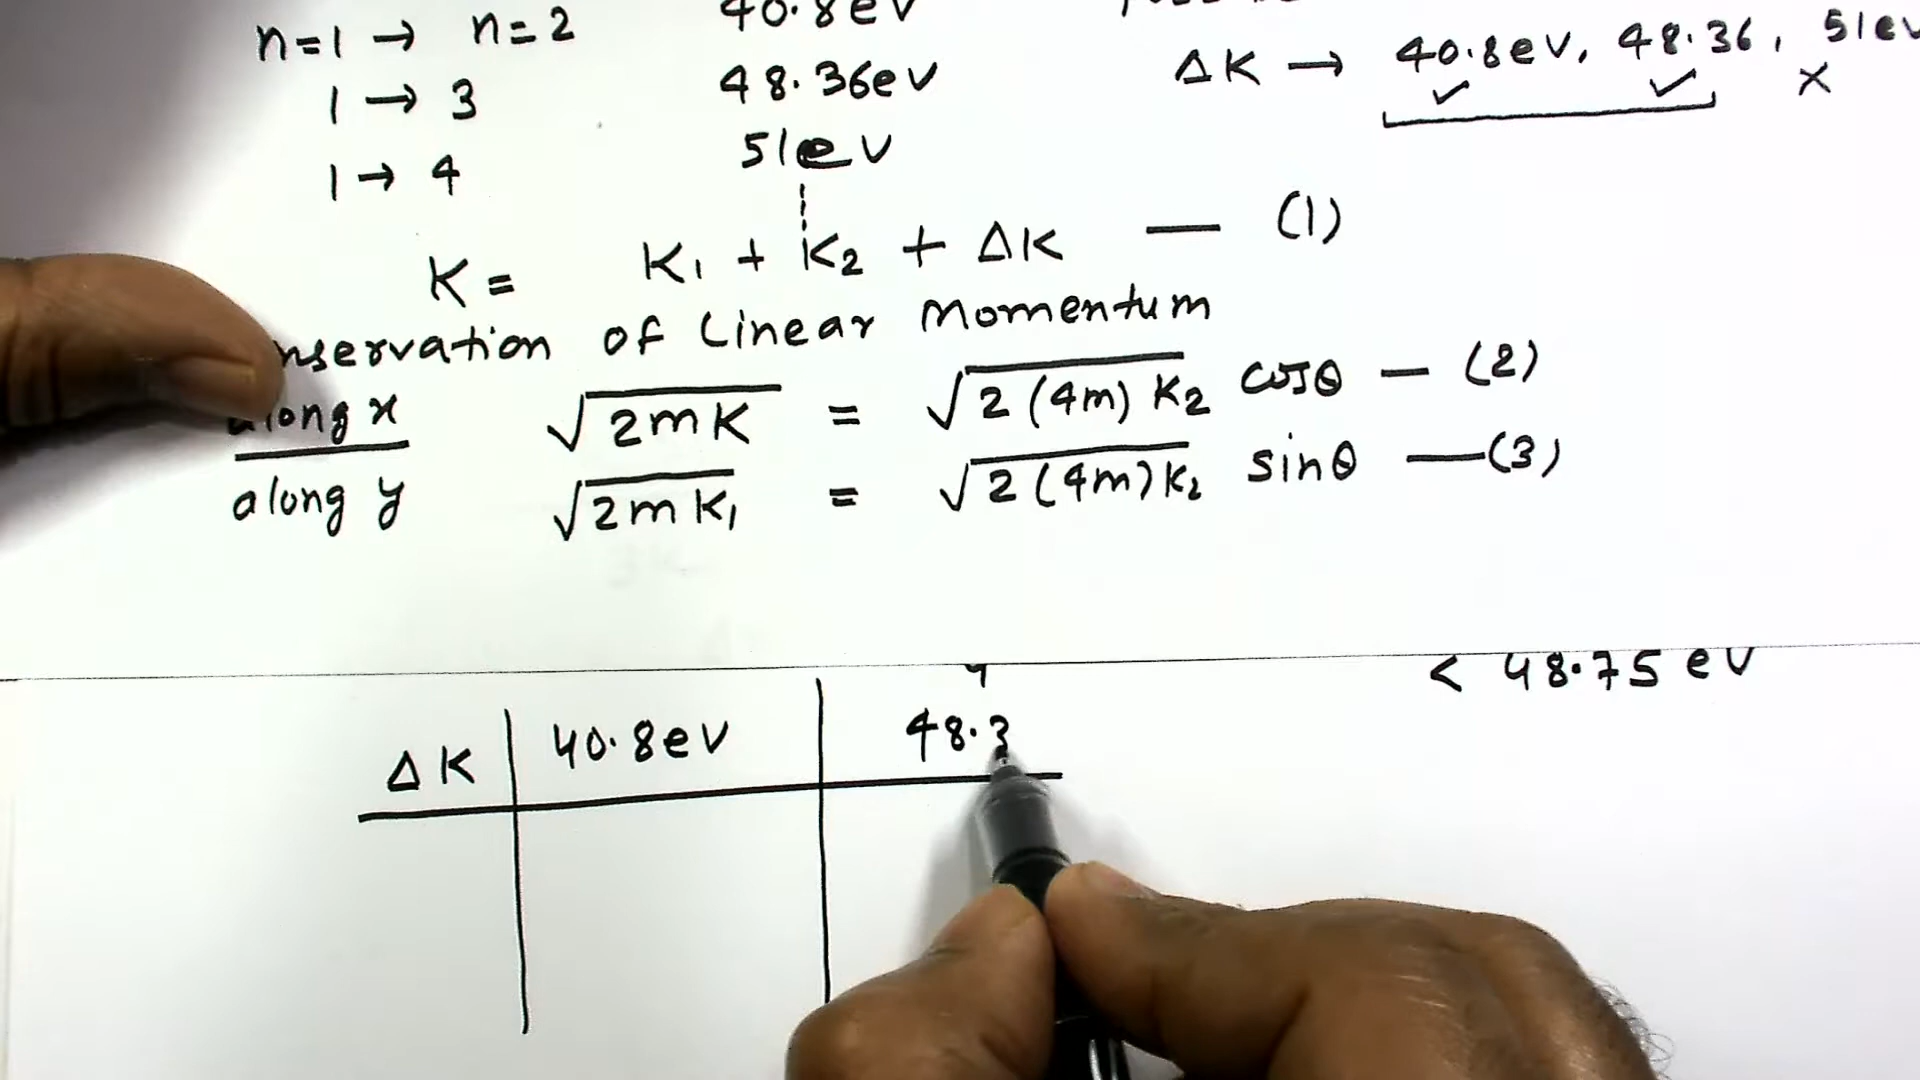 n=1 → n=2 40.8eV
ΔK → 40.8eV, 48.36, 51ev
✓ ✓ X
1 → 3 48.36eV
1 → 4 51eV
K = K₁ + K₂ + ΔK — (1)
nservation of Linear Momentum
along x √2mK = √2(4m)K₂ cosθ — (2)
along y √2mK₁ = √2(4m)K₂ sinθ — (3)
< 48.75 eV
ΔK 40.8eV 48.3